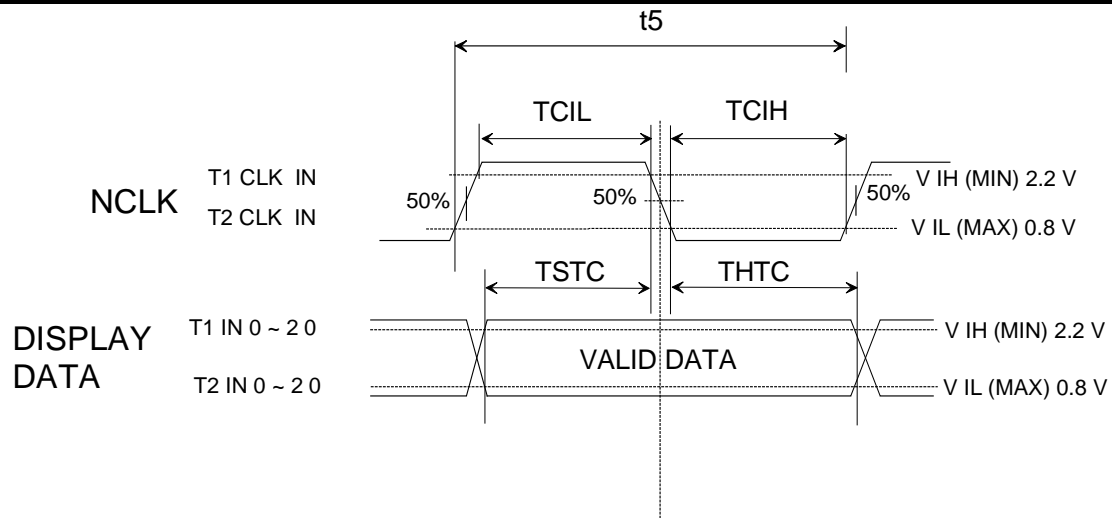 t5
TCIL
TCIH
T1 CLK IN
V IH (MIN) 2.2 V
NCLK
50%
50%
50%
T2 CLK IN
V IL (MAX) 0.8 V
TSTC
THTC
T1 IN 0 ~ 2 0
V IH (MIN) 2.2 V
DISPLAY
DATA
VALID DATA
T2 IN 0 ~ 2 0
V IL (MAX) 0.8 V